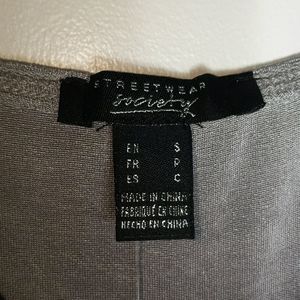 STREETWEAR
society
EN S
FR P
ES C
MADE IN CHINA
FABRIQUÉ EN CHINE
HECHO EN CHINA